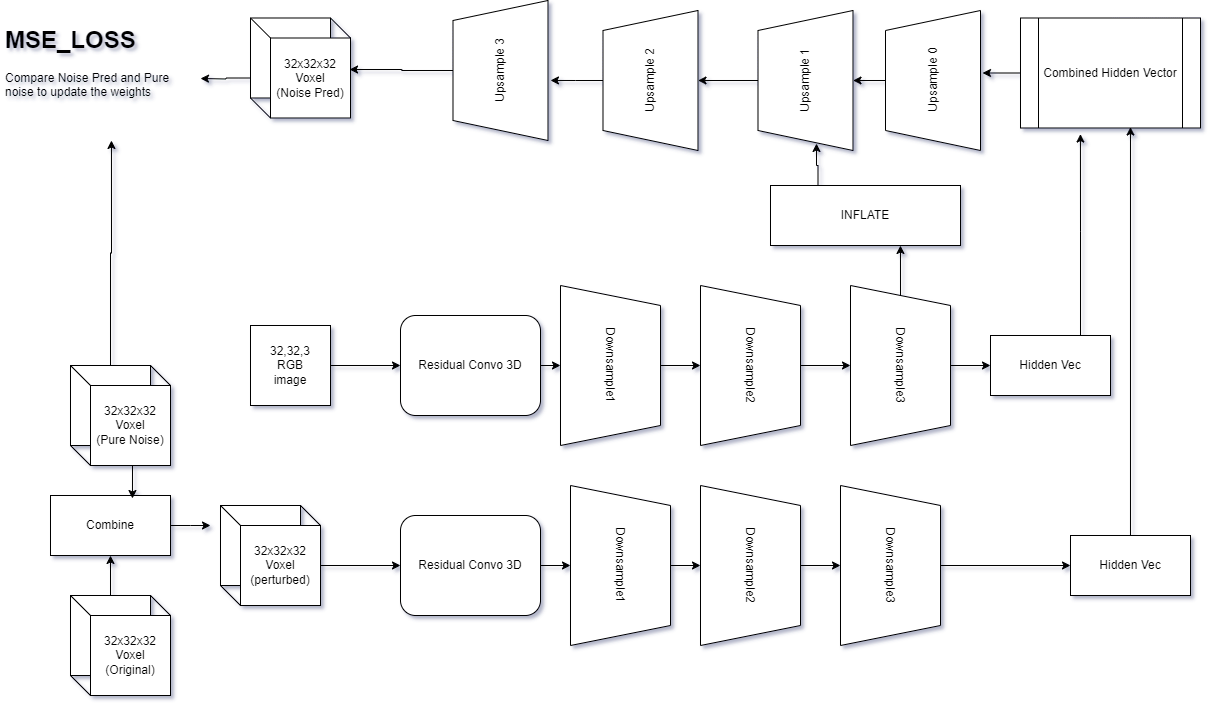 MSE_LOSS
Compare Noise Pred and Pure
noise to update the weights
32x32x32
Voxel
(Noise Pred)
Upsample 3
Upsample 2
Upsample 1
Upsample 0
Combined Hidden Vector
INFLATE
32,32,3
RGB
image
Residual Convo 3D
Downsample1
Downsample2
Downsample3
Hidden Vec
32x32x32
Voxel
(Pure Noise)
Combine
32x32x32
Voxel
(perturbed)
Residual Convo 3D
Downsample1
Downsample2
Downsample3
Hidden Vec
32x32x32
Voxel
(Original)